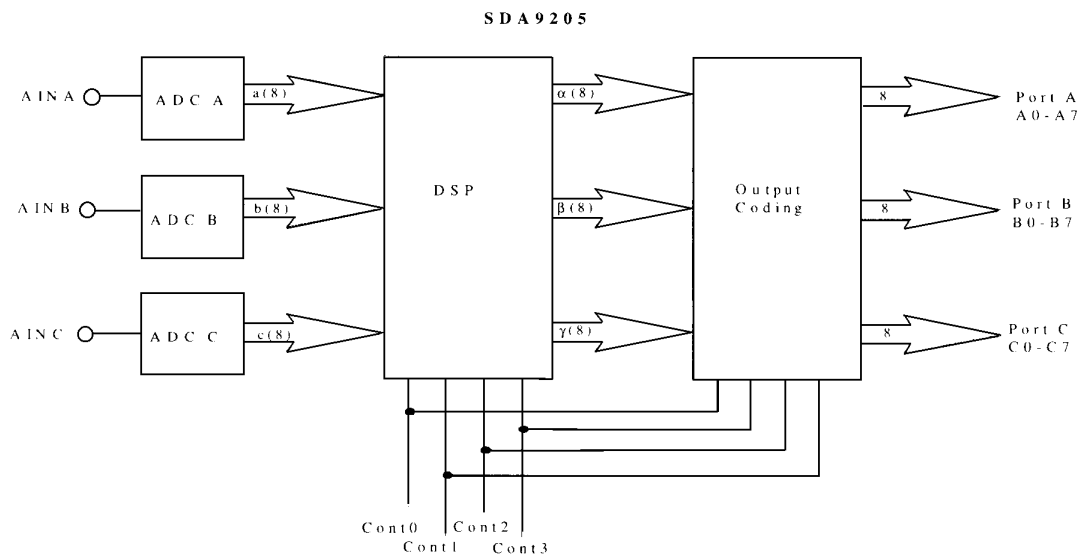 SDA9205
AINA
ADC A
a(8)
α(8)
8
Port A
A0-A7
AINB
ADC B
b(8)
DSP
β(8)
Output
Coding
8
Port B
B0-B7
AINC
ADC C
c(8)
γ(8)
8
Port C
C0-C7
Cont0
Cont1
Cont2
Cont3